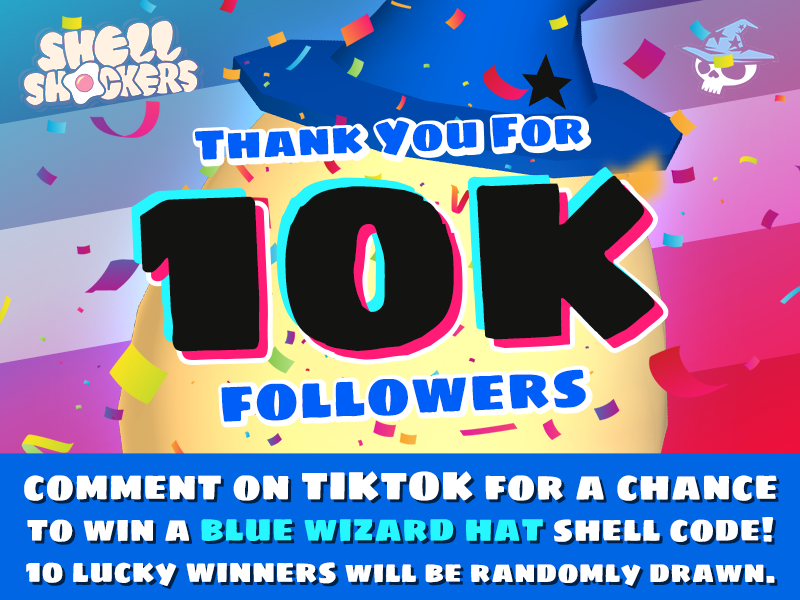 SHELL
SHOCKERS
THANK YOU FOR
10K
FOLLOWERS
COMMENT ON TIKTOK FOR A CHANCE
TO WIN A BLUE WIZARD HAT SHELL CODE!
10 LUCKY WINNERS WILL BE RANDOMLY DRAWN.